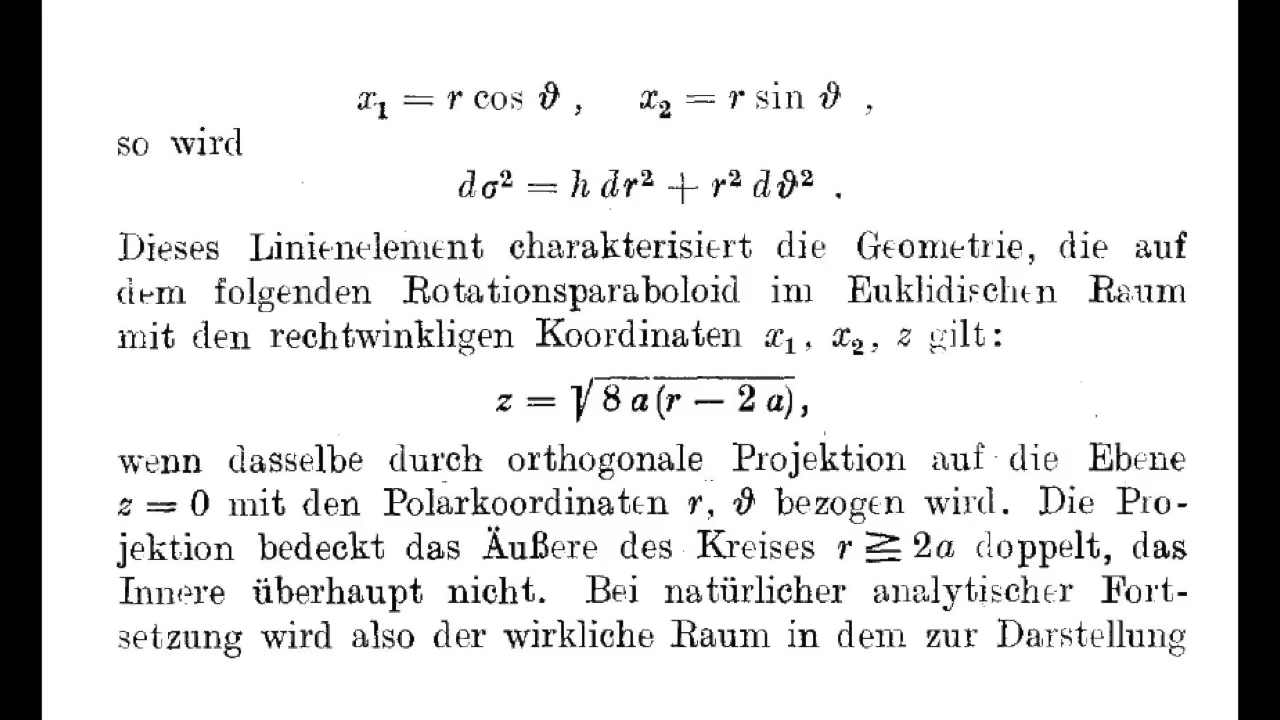 x₁ = r cos ϑ , x₂ = r sin ϑ ,
so wird
dσ² = h dr² + r² dϑ² .
Dieses Linienelement charakterisiert die Geometrie, die auf
dem folgenden Rotationsparaboloid im Euklidischen Raum
mit den rechtwinkligen Koordinaten x₁, x₂, z gilt:
z = √8 a (r — 2 a),
wenn dasselbe durch orthogonale Projektion auf die Ebene
z = 0 mit den Polarkoordinaten r, ϑ bezogen wird. Die Pro-
jektion bedeckt das Äußere des Kreises r ≧ 2a doppelt, das
Innere überhaupt nicht. Bei natürlicher analytischer Fort-
setzung wird also der wirkliche Raum in dem zur Darstellung